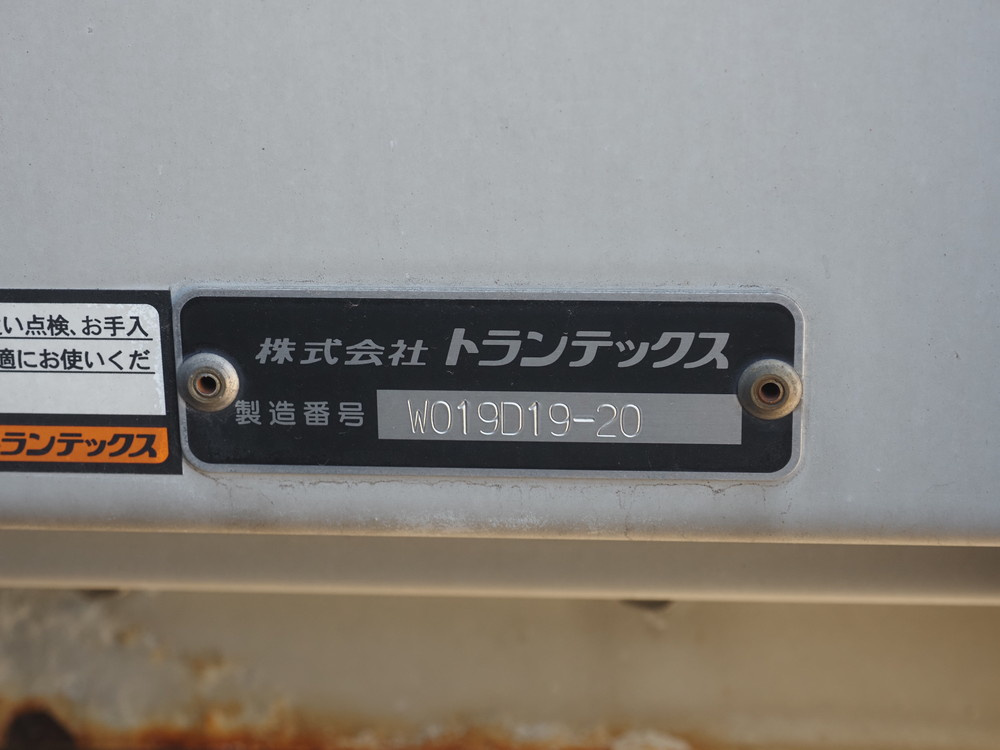 い点検、お手入
適にお使いくだ
トランテックス
株式会社 トランテックス
製造番号 W019D19-20